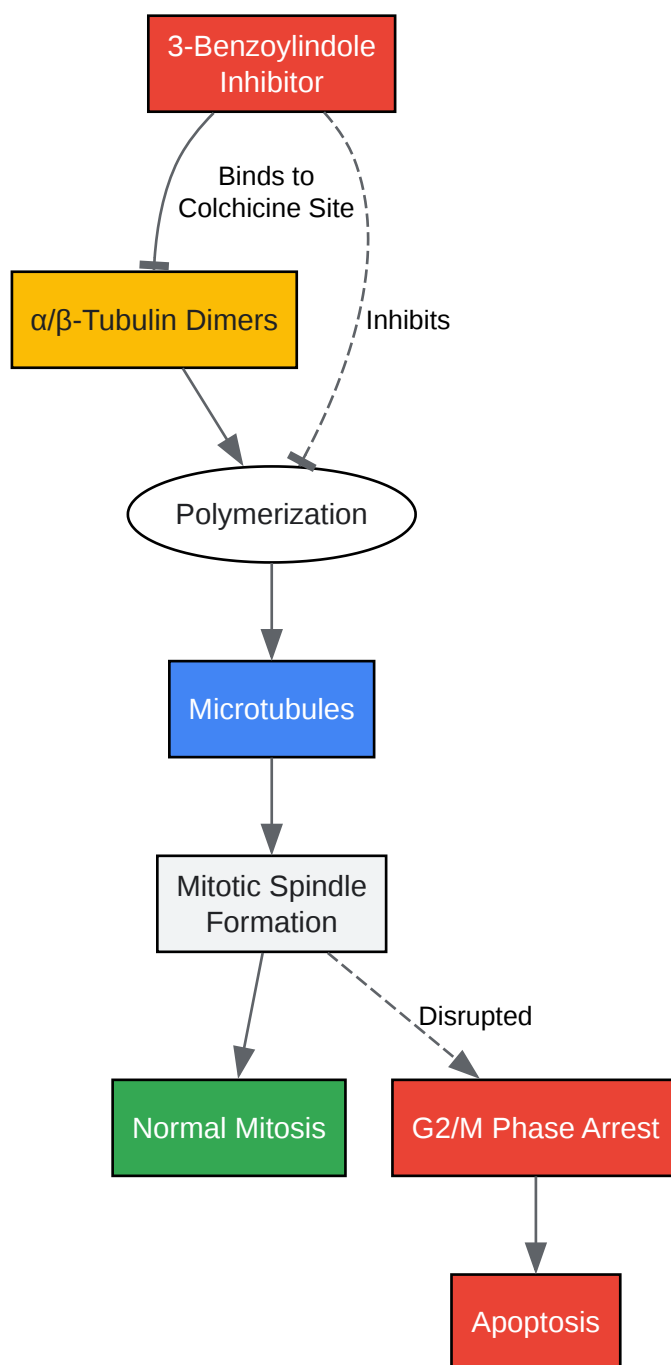 3-Benzoylindole
Inhibitor
Binds to
Colchicine Site
α/β-Tubulin Dimers
Inhibits
Polymerization
Microtubules
Mitotic Spindle
Formation
Disrupted
Normal Mitosis
G2/M Phase Arrest
Apoptosis